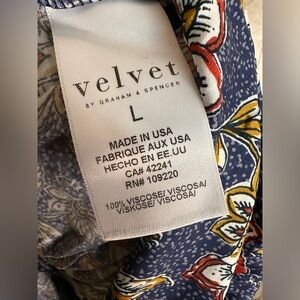 velvet
BY GRAHAM & SPENCER
L
MADE IN USA
FABRIQUE AUX USA
HECHO EN EE.UU
CA# 42241
RN# 109220
100% VISCOSE/ VISCOSA/
VISKOSE/ VISCOSA/